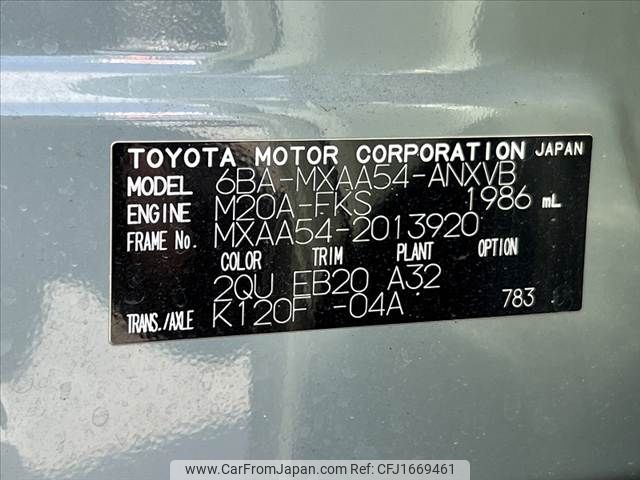 TOYOTA MOTOR CORPORATION JAPAN
MODEL 6BA-MXAA54-ANXVB
ENGINE M20A-FKS 1986 mL
FRAME No. MXAA54-2013920
COLOR TRIM PLANT OPTION
2QU EB20 A32
TRANS./AXLE K120F -04A 783
www.CarFromJapan.com | CFJ1669461